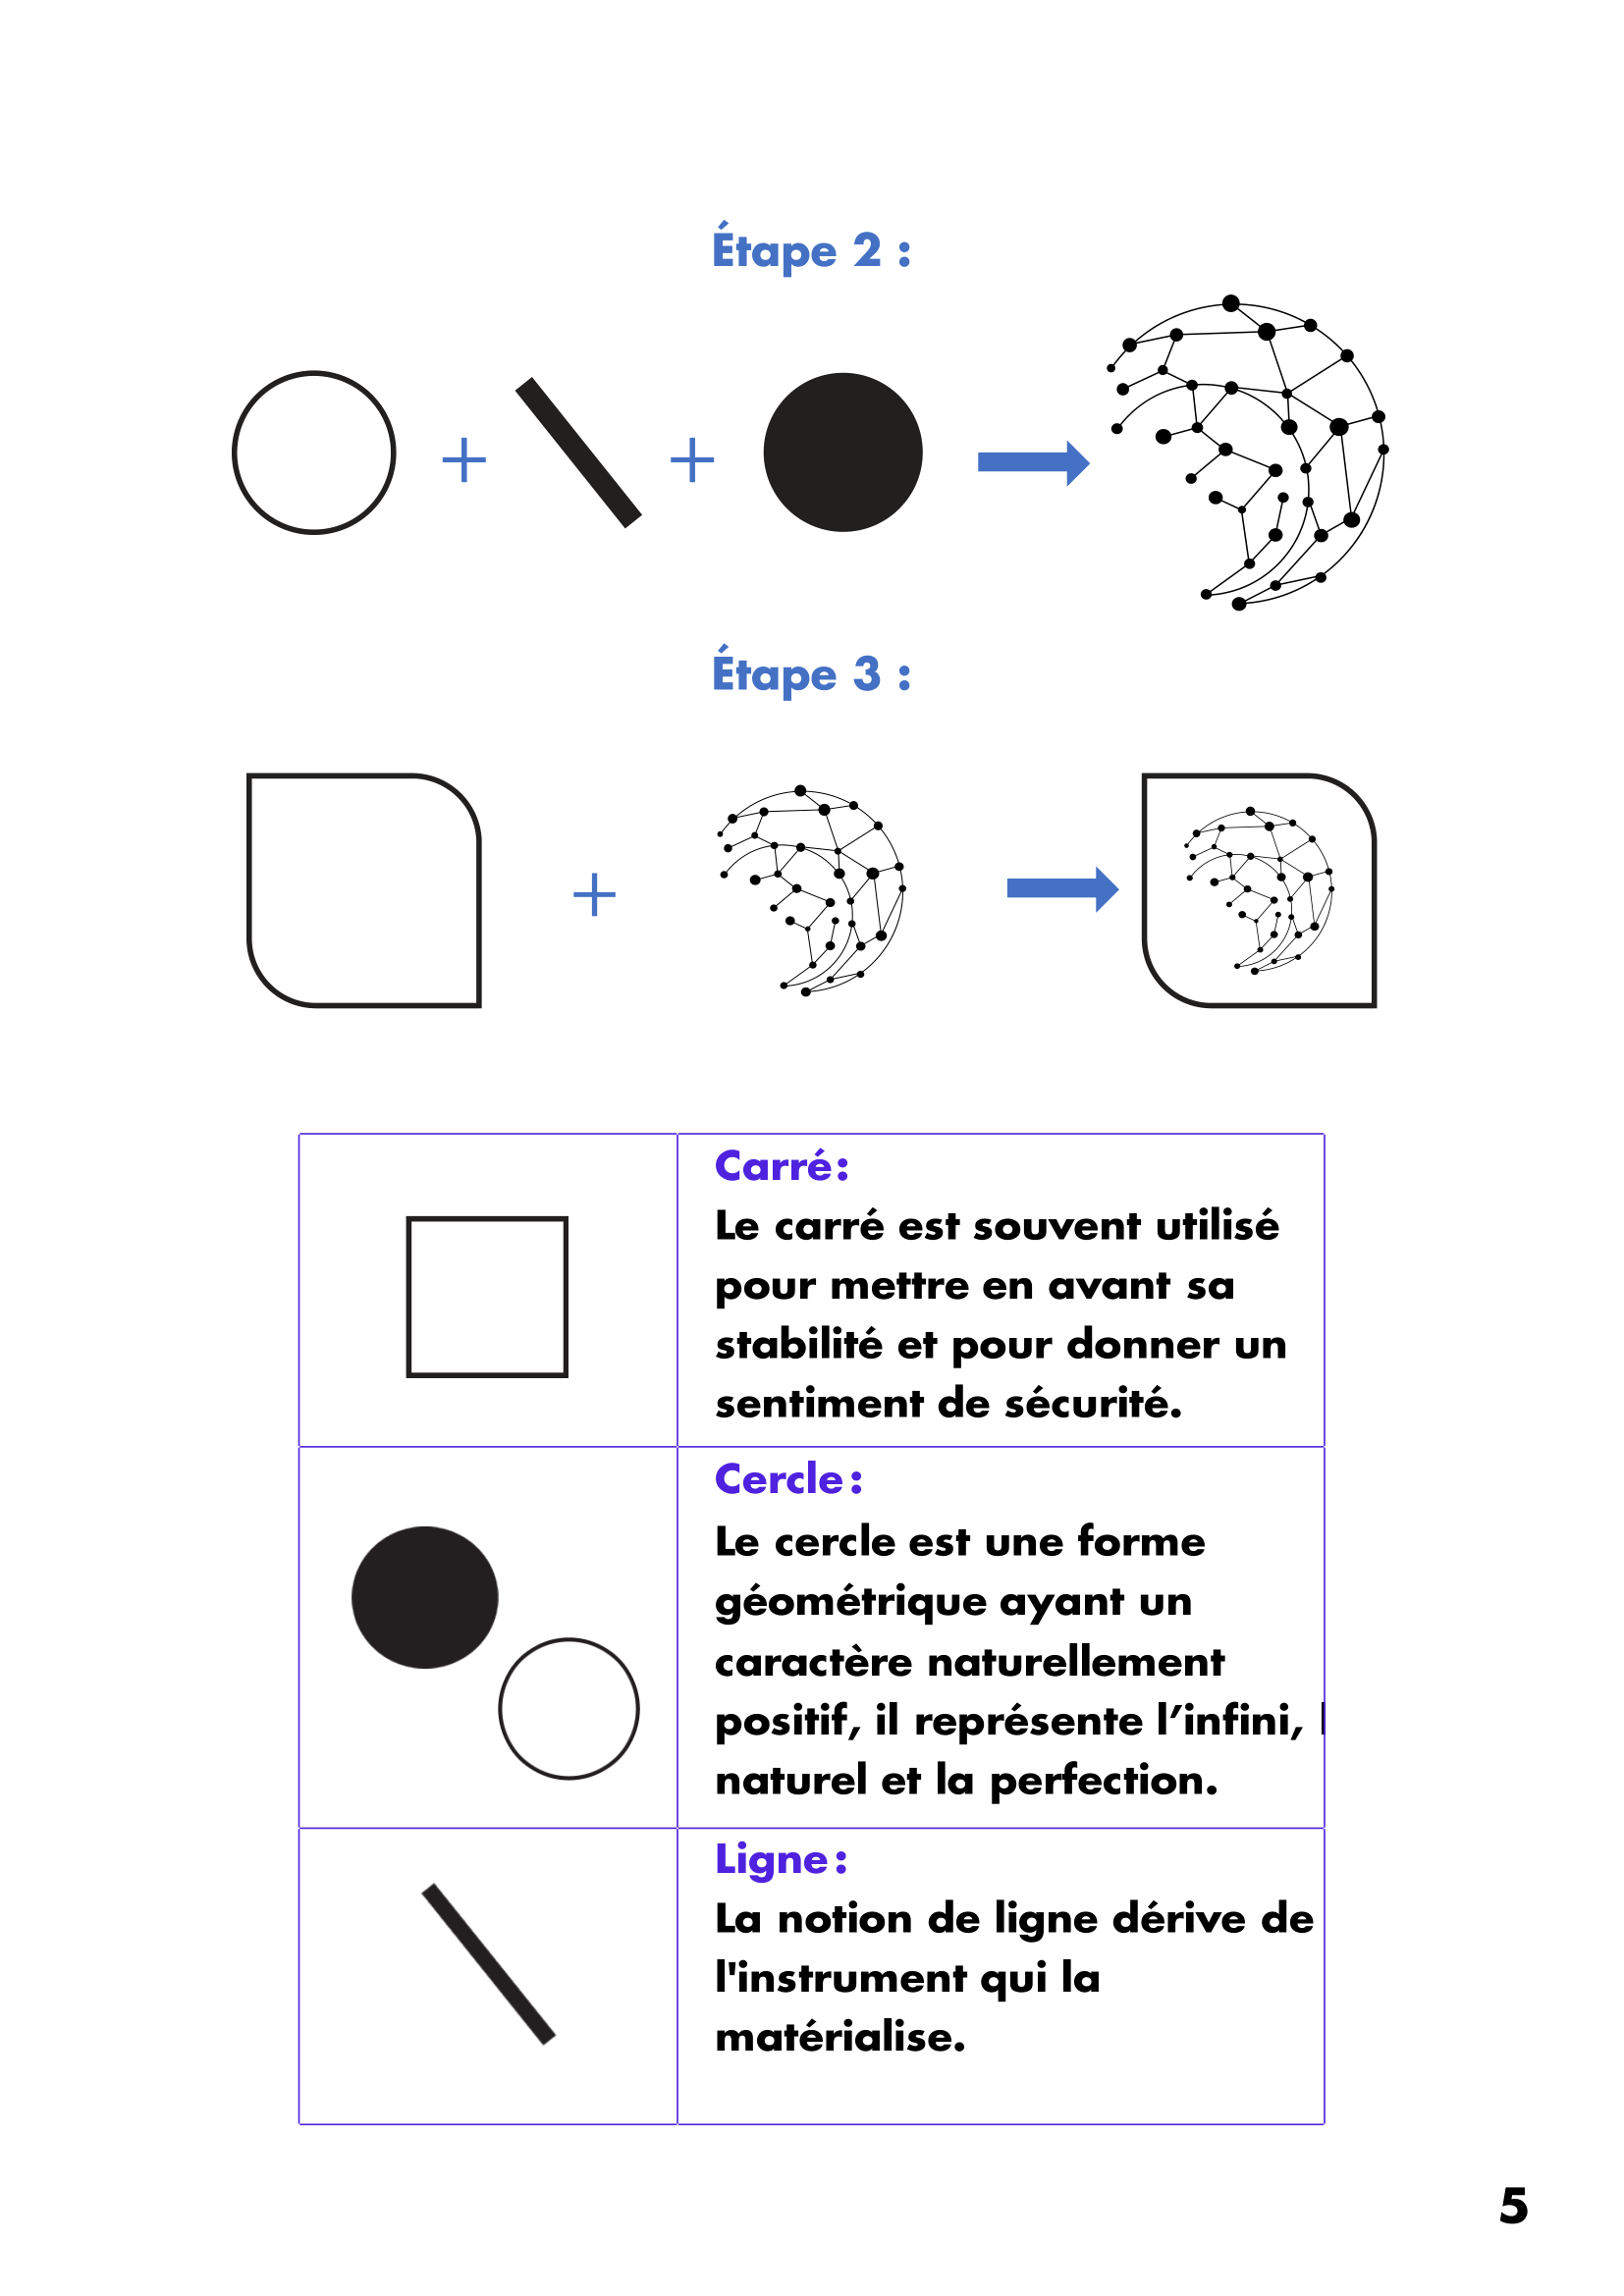 Étape 2 :
Étape 3 :
Carré:
Le carré est souvent utilisé
pour mettre en avant sa
stabilité et pour donner un
sentiment de sécurité.
Cercle:
Le cercle est une forme
géométrique ayant un
caractère naturellement
positif, il représente l’infini,
naturel et la perfection.
Ligne:
La notion de ligne dérive de
l'instrument qui la
matérialise.
5